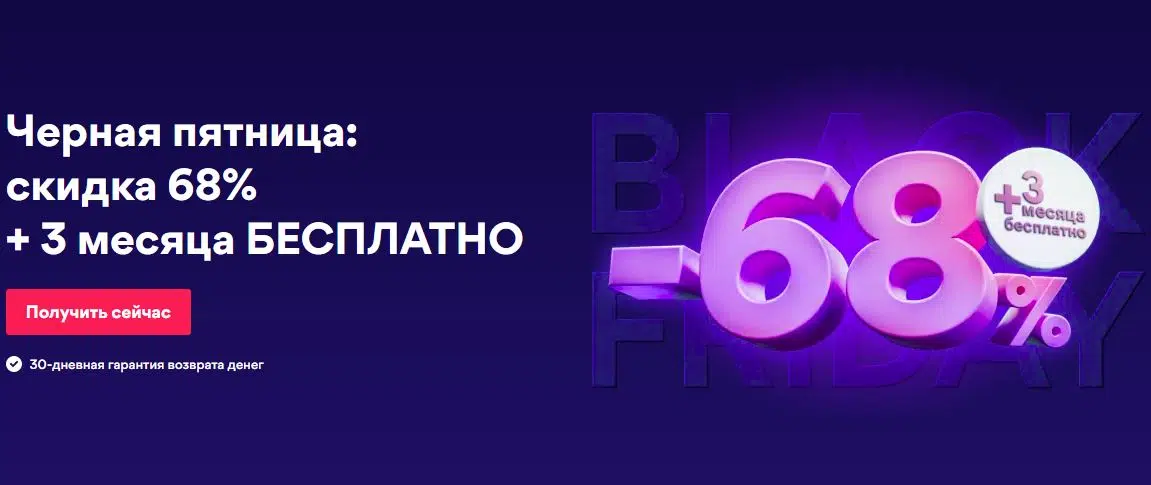 Черная пятница:
скидка 68%
+ 3 месяца БЕСПЛАТНО
Получить сейчас
30-дневная гарантия возврата денег
BLACK
FRIDAY
-68%
+3
месяца
бесплатно